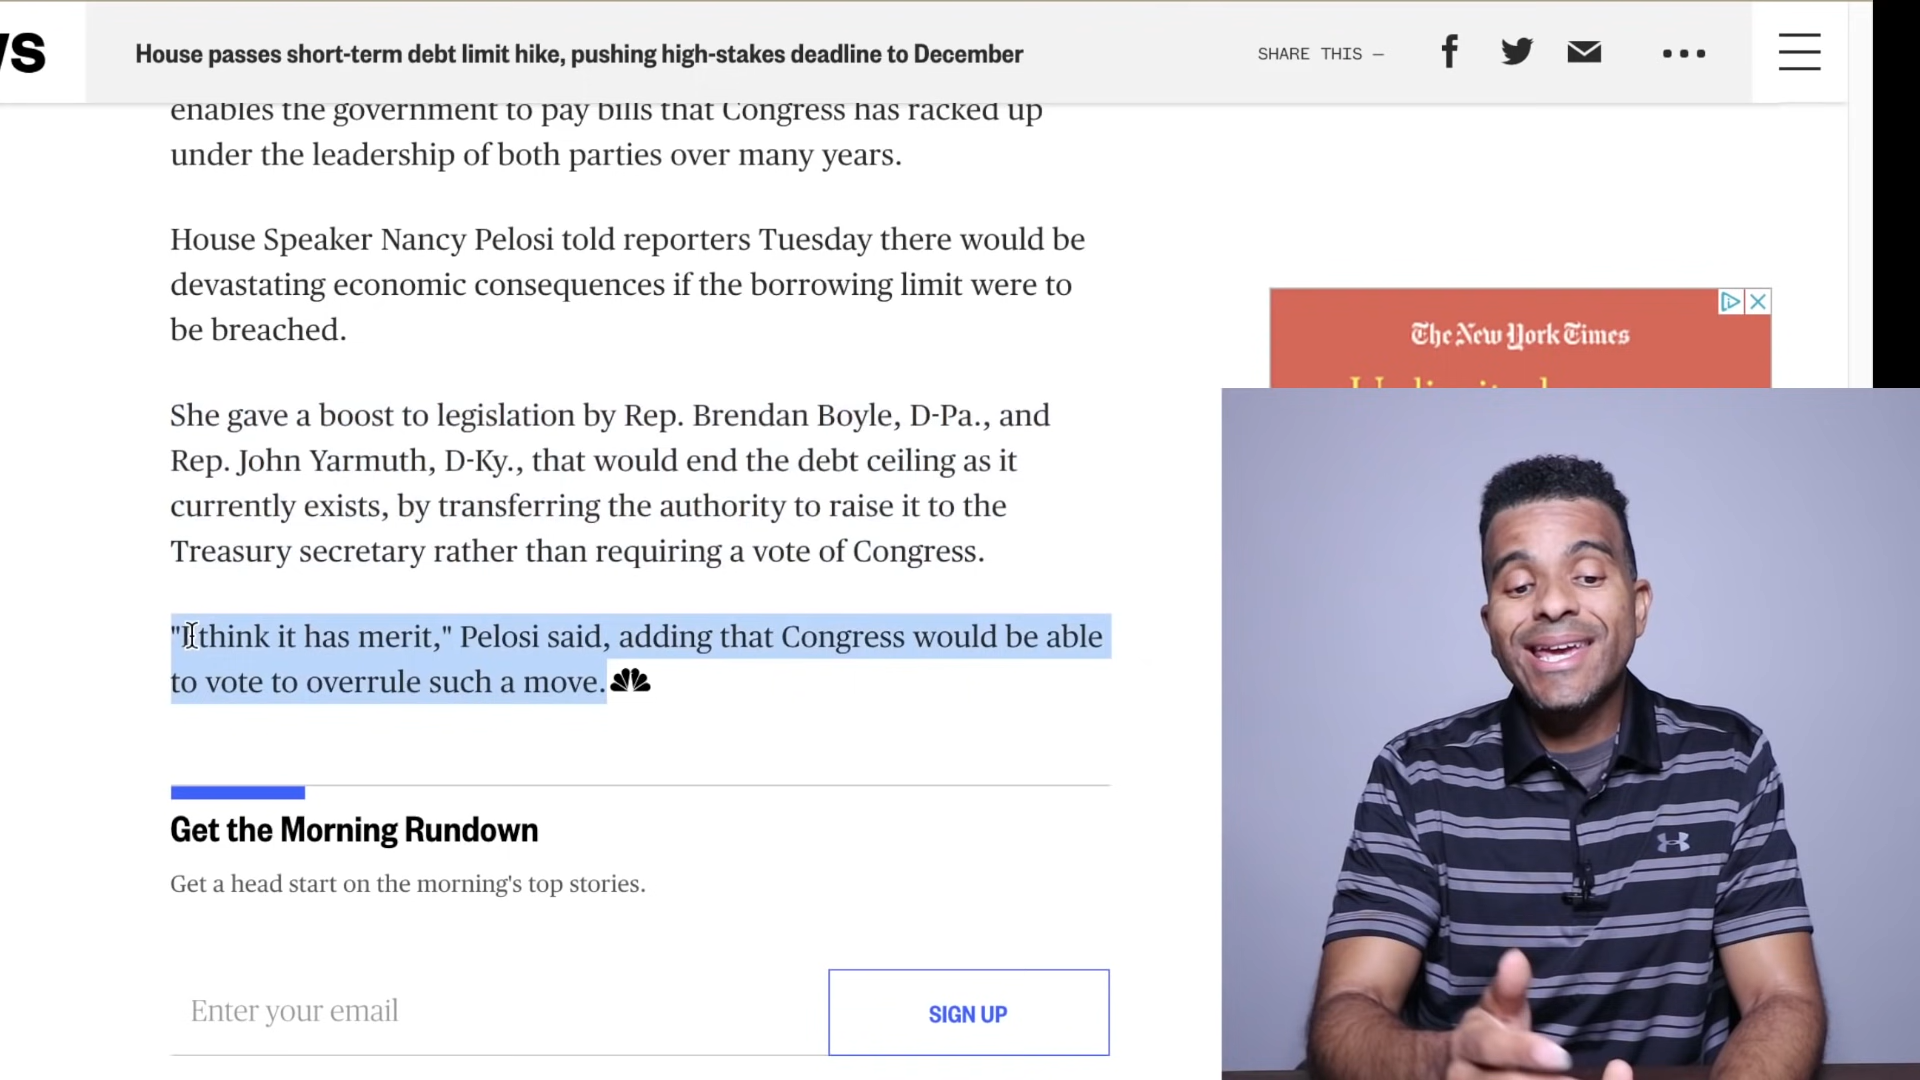 House passes short-term debt limit hike, pushing high-stakes deadline to December
SHARE THIS —
enables the government to pay bills that Congress has racked up
under the leadership of both parties over many years.
House Speaker Nancy Pelosi told reporters Tuesday there would be
devastating economic consequences if the borrowing limit were to
be breached.
She gave a boost to legislation by Rep. Brendan Boyle, D-Pa., and
Rep. John Yarmuth, D-Ky., that would end the debt ceiling as it
currently exists, by transferring the authority to raise it to the
Treasury secretary rather than requiring a vote of Congress.
"I think it has merit," Pelosi said, adding that Congress would be able
to vote to overrule such a move.
Get the Morning Rundown
Get a head start on the morning's top stories.
Enter your email
SIGN UP
The New York Times